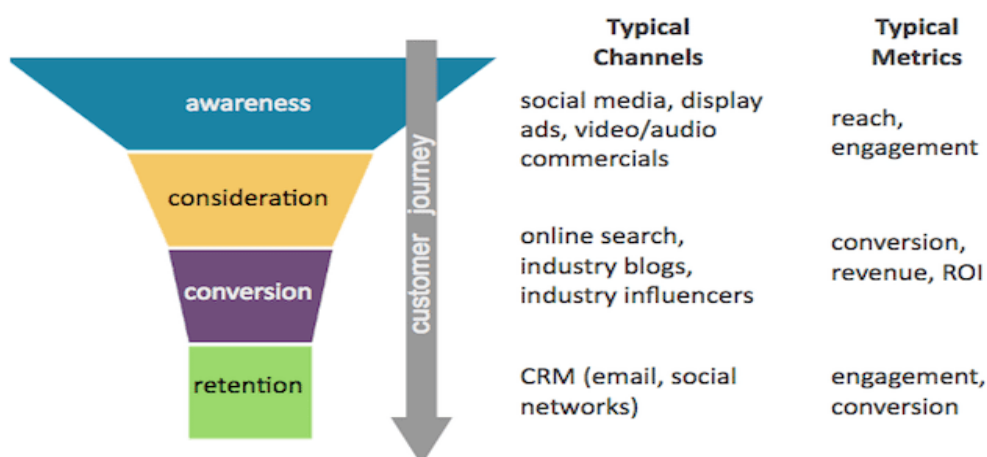 Typical
Channels
Typical
Metrics
awareness
consideration
conversion
retention
customer journey
social media, display
ads, video/audio
commercials
reach,
engagement
online search,
industry blogs,
industry influencers
conversion,
revenue, ROI
CRM (email, social
networks)
engagement,
conversion